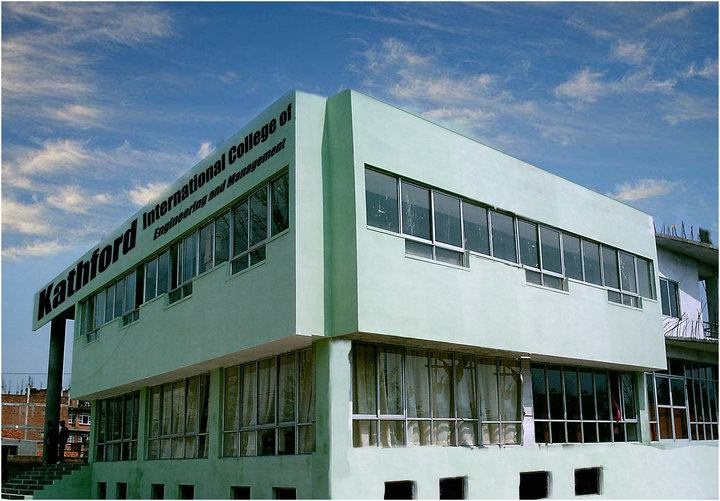 Kathford International College of
Engineering and Management